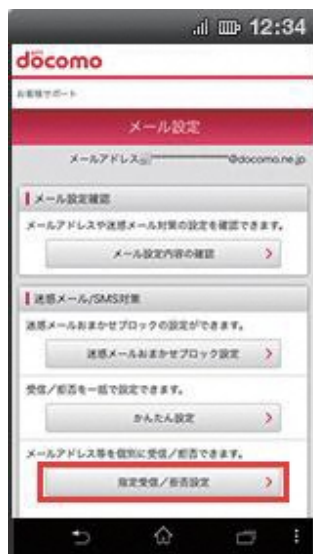 12:34
döcomo
お客様サポート
メール設定
メールアドレス @docomo.ne.jp
メール設定確認
メールアドレスや迷惑メール対策の設定を確認できます。
メール設定内容の確認
迷惑メール/SMS対策
迷惑メールおまかせブロックの設定ができます。
迷惑メールおまかせブロック設定
受信/拒否を一括で設定できます。
かんたん設定
メールアドレス等を個別に受信/拒否できます。
指定受信/拒否設定